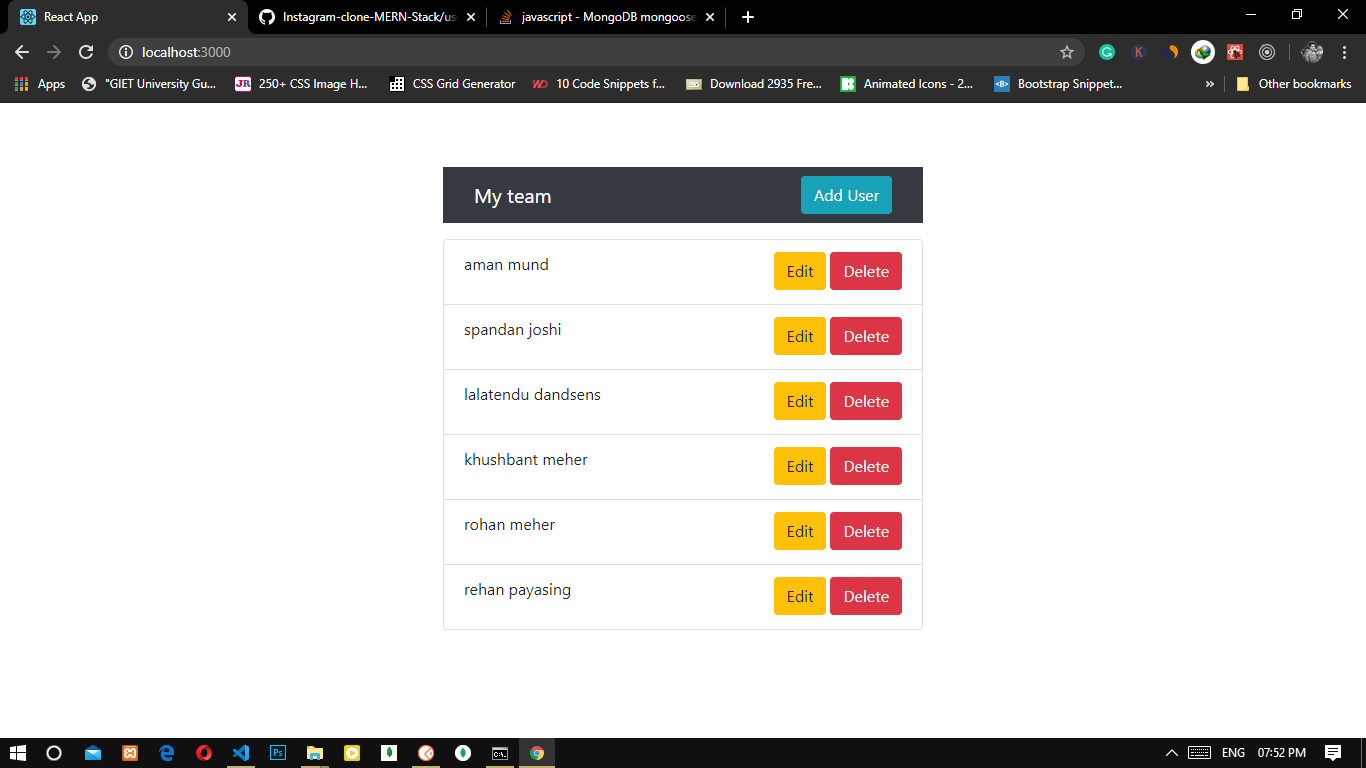 React App
Instagram-clone-MERN-Stack/us
javascript - MongoDB mongoose
localhost:3000
K
Apps
"GIET University Gu...
JR 250+ CSS Image H...
CSS Grid Generator
10 Code Snippets f...
Download 2935 Fre...
Animated Icons - 2...
<B> Bootstrap Snippet...
»
Other bookmarks
My team
Add User
aman mund
Edit
Delete
spandan joshi
Edit
Delete
lalatendu dandsens
Edit
Delete
khushbant meher
Edit
Delete
rohan meher
Edit
Delete
rehan payasing
Edit
Delete
Ps
C:\
ENG
07:52 PM